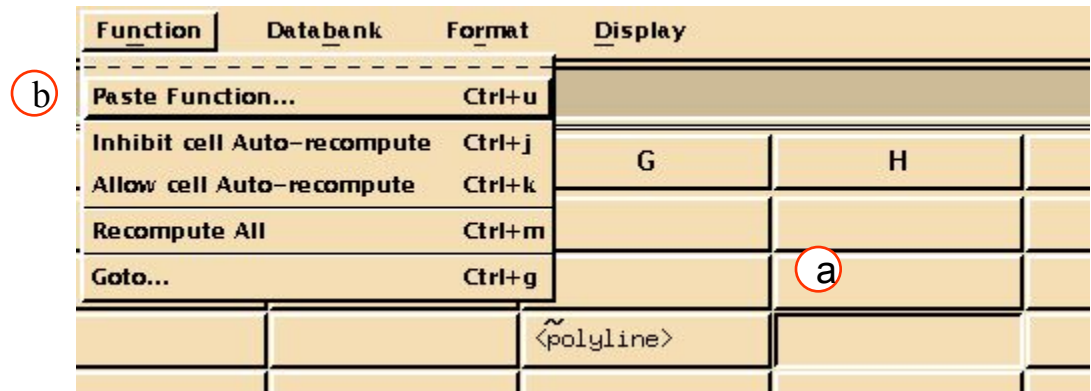 Function Databank Format Display
b
Paste Function... Ctrl+u
Inhibit cell Auto-recompute Ctrl+j
G H
Allow cell Auto-recompute Ctrl+k
Recompute All Ctrl+m
Goto... Ctrl+g
a
~
<polyline>